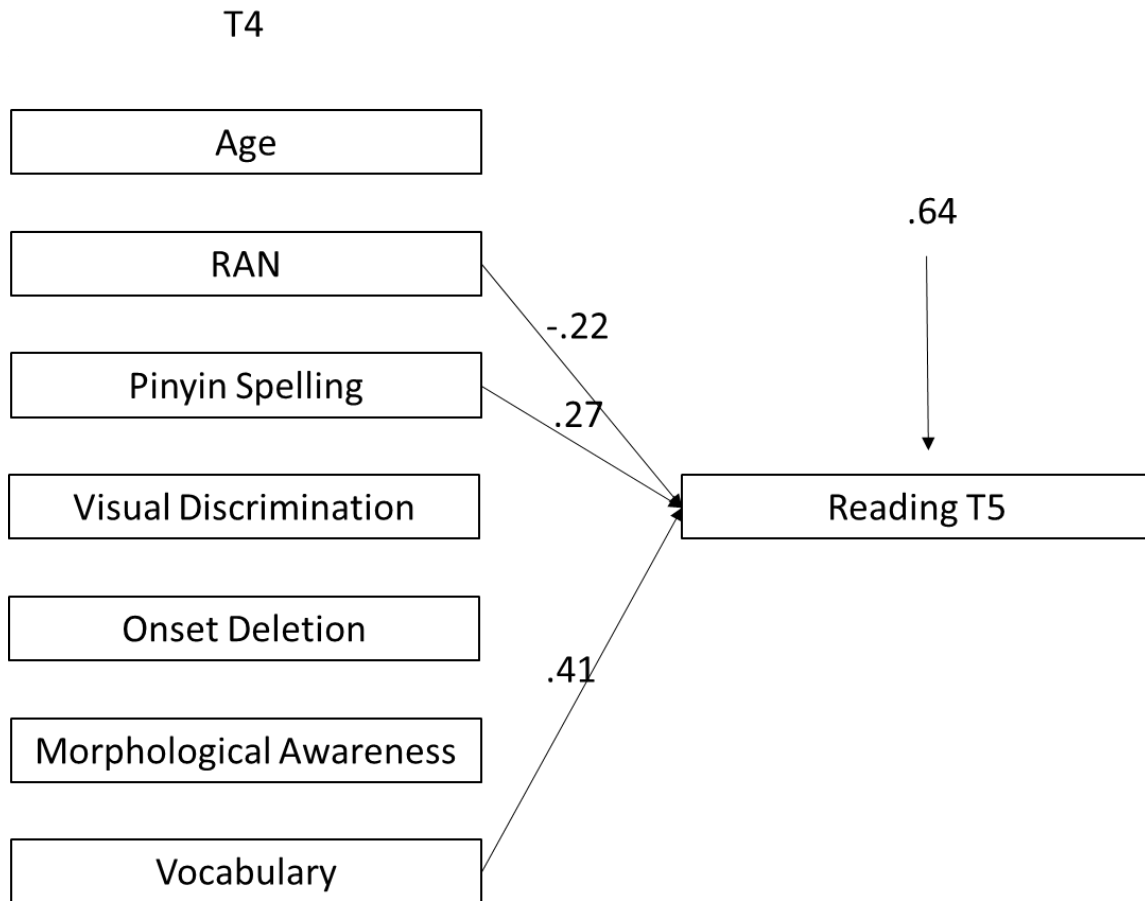 T4
Age
RAN
Pinyin Spelling
Visual Discrimination
Onset Deletion
Morphological Awareness
Vocabulary
-.22
.27
.41
.64
Reading T5